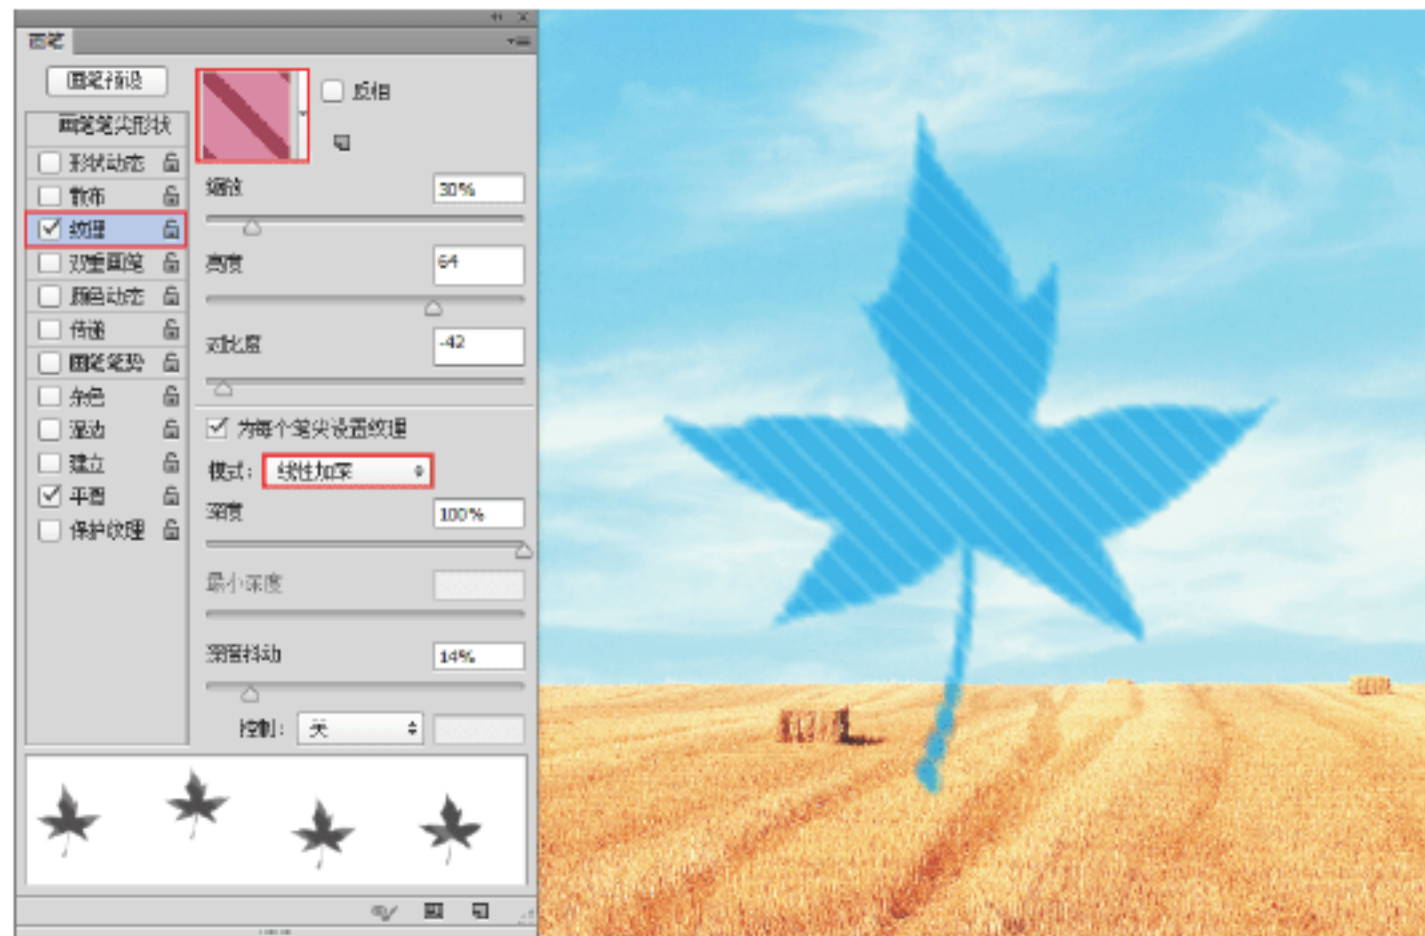 画笔
画笔预设
反相
画笔笔尖形状
形状动态
散布
纹理
双重画笔
颜色动态
传递
画笔笔势
杂色
湿边
建立
平滑
保护纹理
缩放
30%
亮度
64
对比度
-42
为每个笔尖设置纹理
模式：
线性加深
深度
100%
最小深度
深度抖动
14%
控制：
关